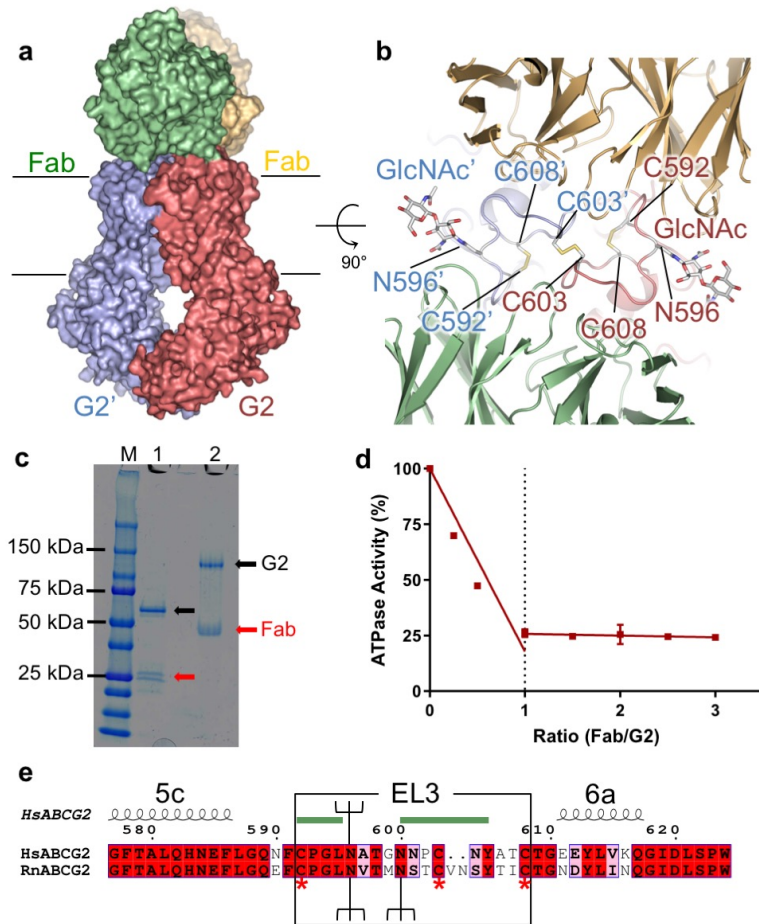 a
Fab
Fab
G2'
G2
90°
b
GlcNAc'
C608'
C603'
C592
GlcNAc
N596'
C592'
C603
C608
N596
c
M 1 2
150 kDa
75 kDa
50 kDa
25 kDa
G2
Fab
d
ATPase Activity (%)
100
75
50
25
0
0 1 2 3
Ratio (Fab/G2)
e
5c EL3 6a
HsABCG2
580 590 600 610 620
HsABCG2 GFTALQHNEFLGQNFCPGLNATGNNPC..NYATCTGEEYLVKQGIDLSPW
RnABCG2 GFTALQHNEFLGQEFCPGLNVTMNSTCVNSYTICTGNDYLINQGIDLSPW
* * *